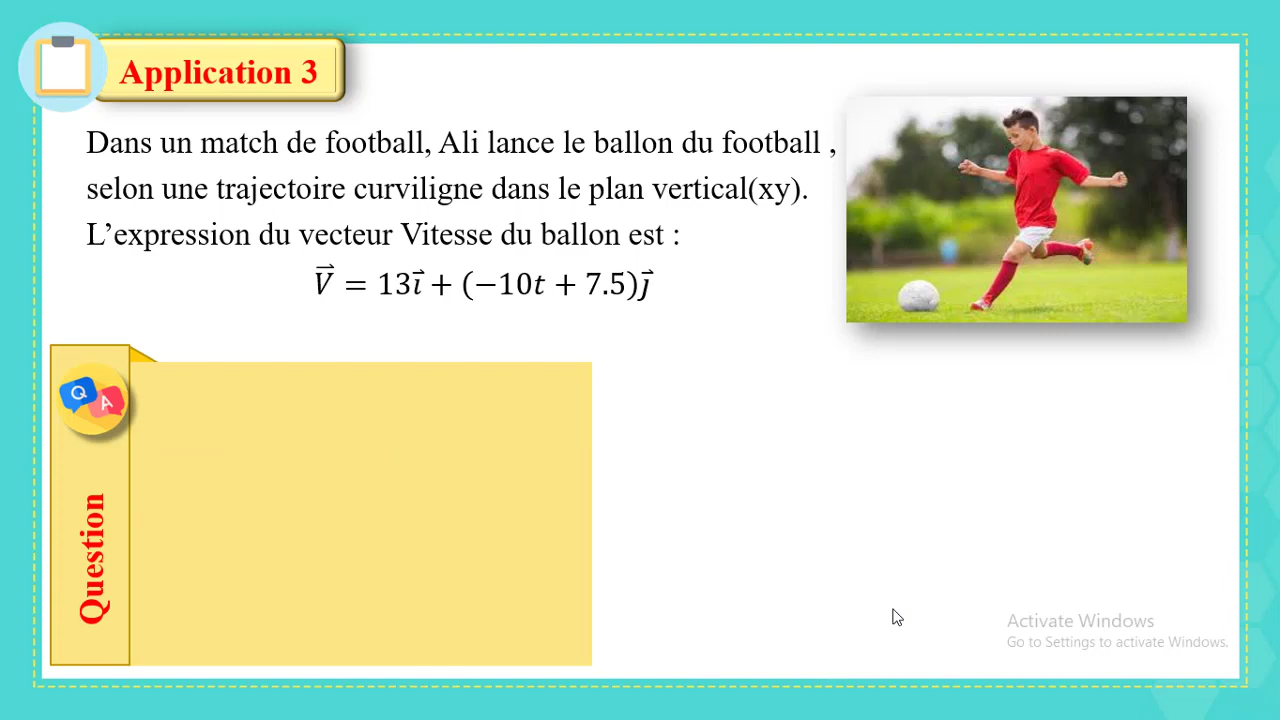 Application 3
Dans un match de football, Ali lance le ballon du football ,
selon une trajectoire curviligne dans le plan vertical(xy).
L’expression du vecteur Vitesse du ballon est :
V⃗ = 13ı⃗ + (−10t + 7.5)ȷ⃗
Q
A
Question
Activate Windows
Go to Settings to activate Windows.